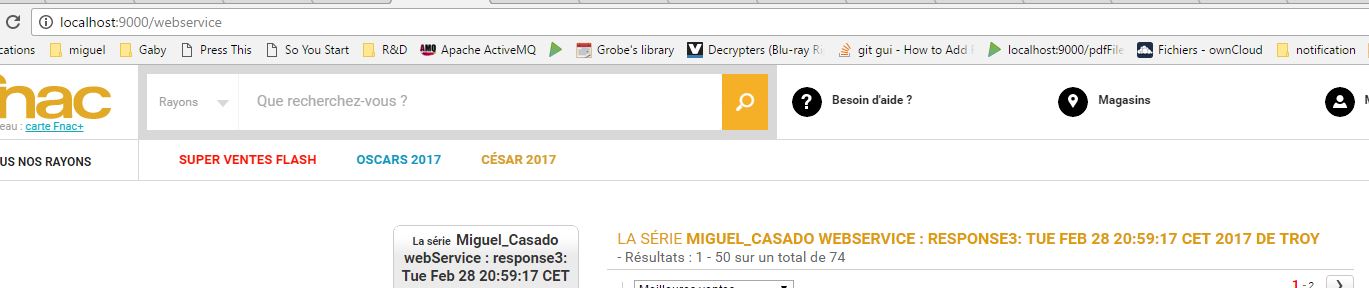 localhost:9000/webservice
cations miguel Gaby Press This So You Start R&D Apache ActiveMQ Grobe's library Decrypters (Blu-ray Ri git gui - How to Add localhost:9000/pdfFile Fichiers - ownCloud notification
fnac
eau : carte Fnac+
Rayons Que recherchez-vous ? Besoin d'aide ? Magasins M
US NOS RAYONS SUPER VENTES FLASH OSCARS 2017 CÉSAR 2017
La série Miguel_Casado
webService : response3:
Tue Feb 28 20:59:17 CET
LA SÉRIE MIGUEL_CASADO WEBSERVICE : RESPONSE3: TUE FEB 28 20:59:17 CET 2017 DE TROY
- Résultats : 1 - 50 sur un total de 74
1 - 2